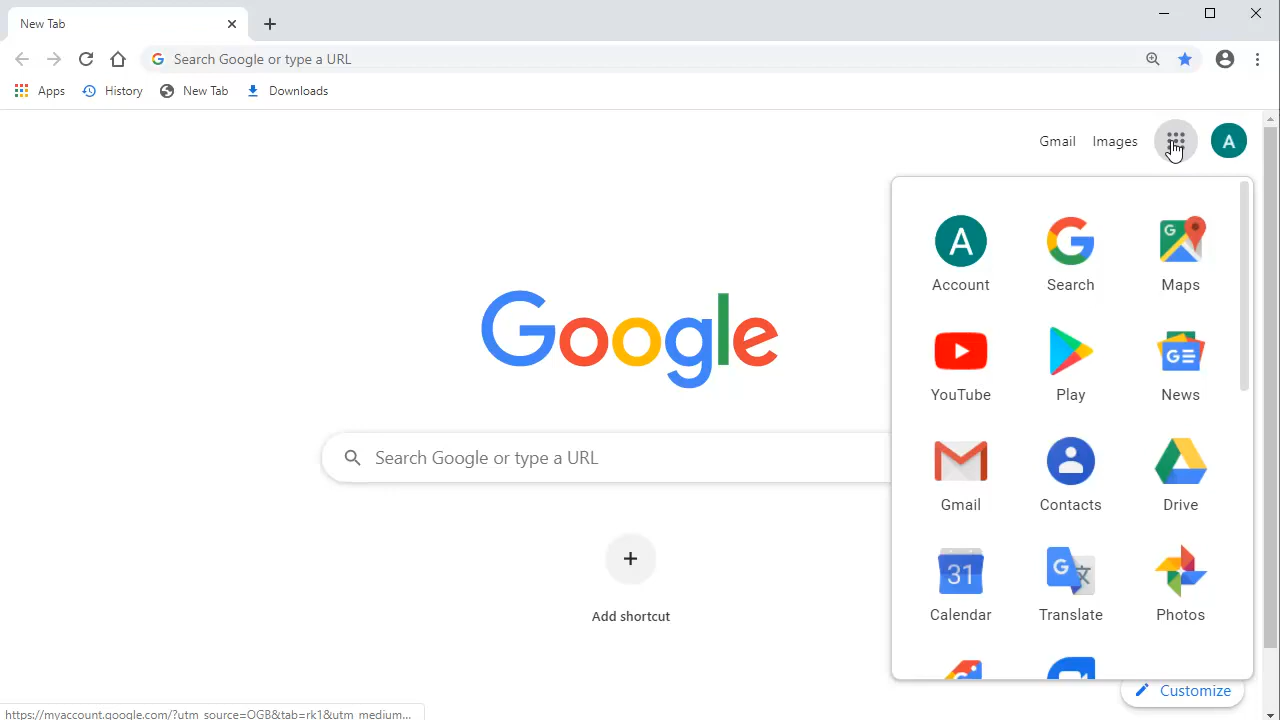 New Tab
Search Google or type a URL
Apps History New Tab Downloads
Gmail Images A
A
Account Search Maps
YouTube Play News
Google
Search Google or type a URL
Gmail Contacts Drive
31
Calendar Translate Photos
Add shortcut
Customize
https://myaccount.google.com/?utm_source=OGB&tab=rk1&utm_medium...